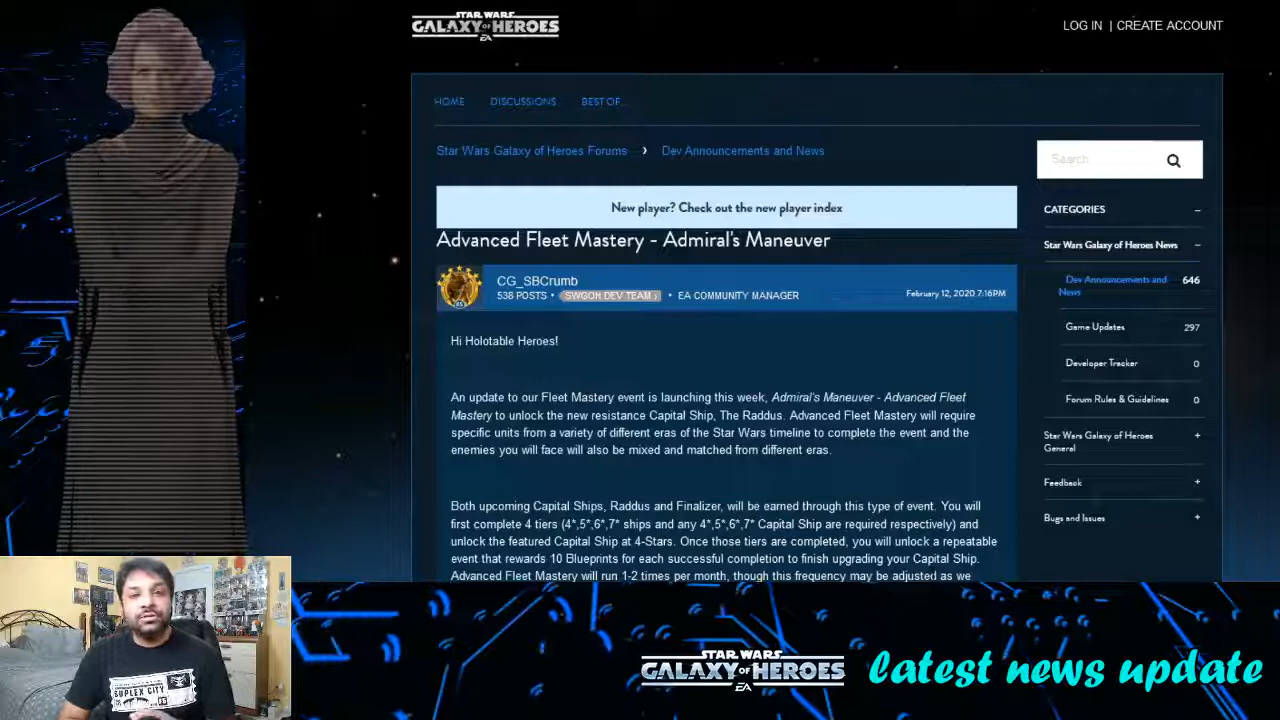 STAR WARS
GALAXY OF HEROES
EA
LOG IN | CREATE ACCOUNT
HOME DISCUSSIONS BEST OF...
Star Wars Galaxy of Heroes Forums › Dev Announcements and News
Search
New player? Check out the new player index
Advanced Fleet Mastery - Admiral's Maneuver
CG_SBCrumb
538 POSTS • SWGOH DEV TEAM › • EA COMMUNITY MANAGER
February 12, 2020 7:16PM
Hi Holotable Heroes!
An update to our Fleet Mastery event is launching this week, Admiral's Maneuver - Advanced Fleet
Mastery to unlock the new resistance Capital Ship, The Raddus. Advanced Fleet Mastery will require
specific units from a variety of different eras of the Star Wars timeline to complete the event and the
enemies you will face will also be mixed and matched from different eras.
Both upcoming Capital Ships, Raddus and Finalizer, will be earned through this type of event. You will
first complete 4 tiers (4*,5*,6*,7* ships and any 4*,5*,6*,7* Capital Ship are required respectively) and
unlock the featured Capital Ship at 4-Stars. Once those tiers are completed, you will unlock a repeatable
event that rewards 10 Blueprints for each successful completion to finish upgrading your Capital Ship.
Advanced Fleet Mastery will run 1-2 times per month, though this frequency may be adjusted as we
CATEGORIES –
Star Wars Galaxy of Heroes News –
Dev Announcements and 646
News
Game Updates 297
Developer Tracker 0
Forum Rules & Guidelines 0
Star Wars Galaxy of Heroes +
General
Feedback +
Bugs and Issues +
SUPLEX CITY
STAR WARS
GALAXY OF HEROES
EA
latest news update